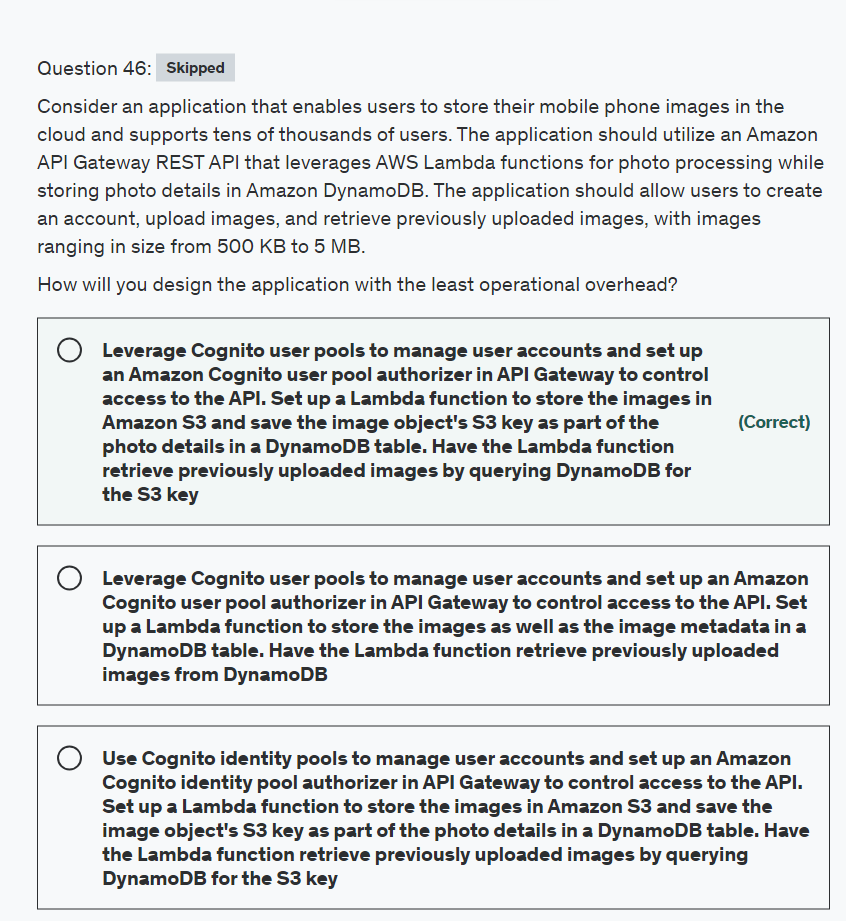 Question 46: Skipped
Consider an application that enables users to store their mobile phone images in the
cloud and supports tens of thousands of users. The application should utilize an Amazon
API Gateway REST API that leverages AWS Lambda functions for photo processing while
storing photo details in Amazon DynamoDB. The application should allow users to create
an account, upload images, and retrieve previously uploaded images, with images
ranging in size from 500 KB to 5 MB.
How will you design the application with the least operational overhead?
Leverage Cognito user pools to manage user accounts and set up
an Amazon Cognito user pool authorizer in API Gateway to control
access to the API. Set up a Lambda function to store the images in
Amazon S3 and save the image object's S3 key as part of the
photo details in a DynamoDB table. Have the Lambda function
retrieve previously uploaded images by querying DynamoDB for
the S3 key
(Correct)
Leverage Cognito user pools to manage user accounts and set up an Amazon
Cognito user pool authorizer in API Gateway to control access to the API. Set
up a Lambda function to store the images as well as the image metadata in a
DynamoDB table. Have the Lambda function retrieve previously uploaded
images from DynamoDB
Use Cognito identity pools to manage user accounts and set up an Amazon
Cognito identity pool authorizer in API Gateway to control access to the API.
Set up a Lambda function to store the images in Amazon S3 and save the
image object's S3 key as part of the photo details in a DynamoDB table. Have
the Lambda function retrieve previously uploaded images by querying
DynamoDB for the S3 key